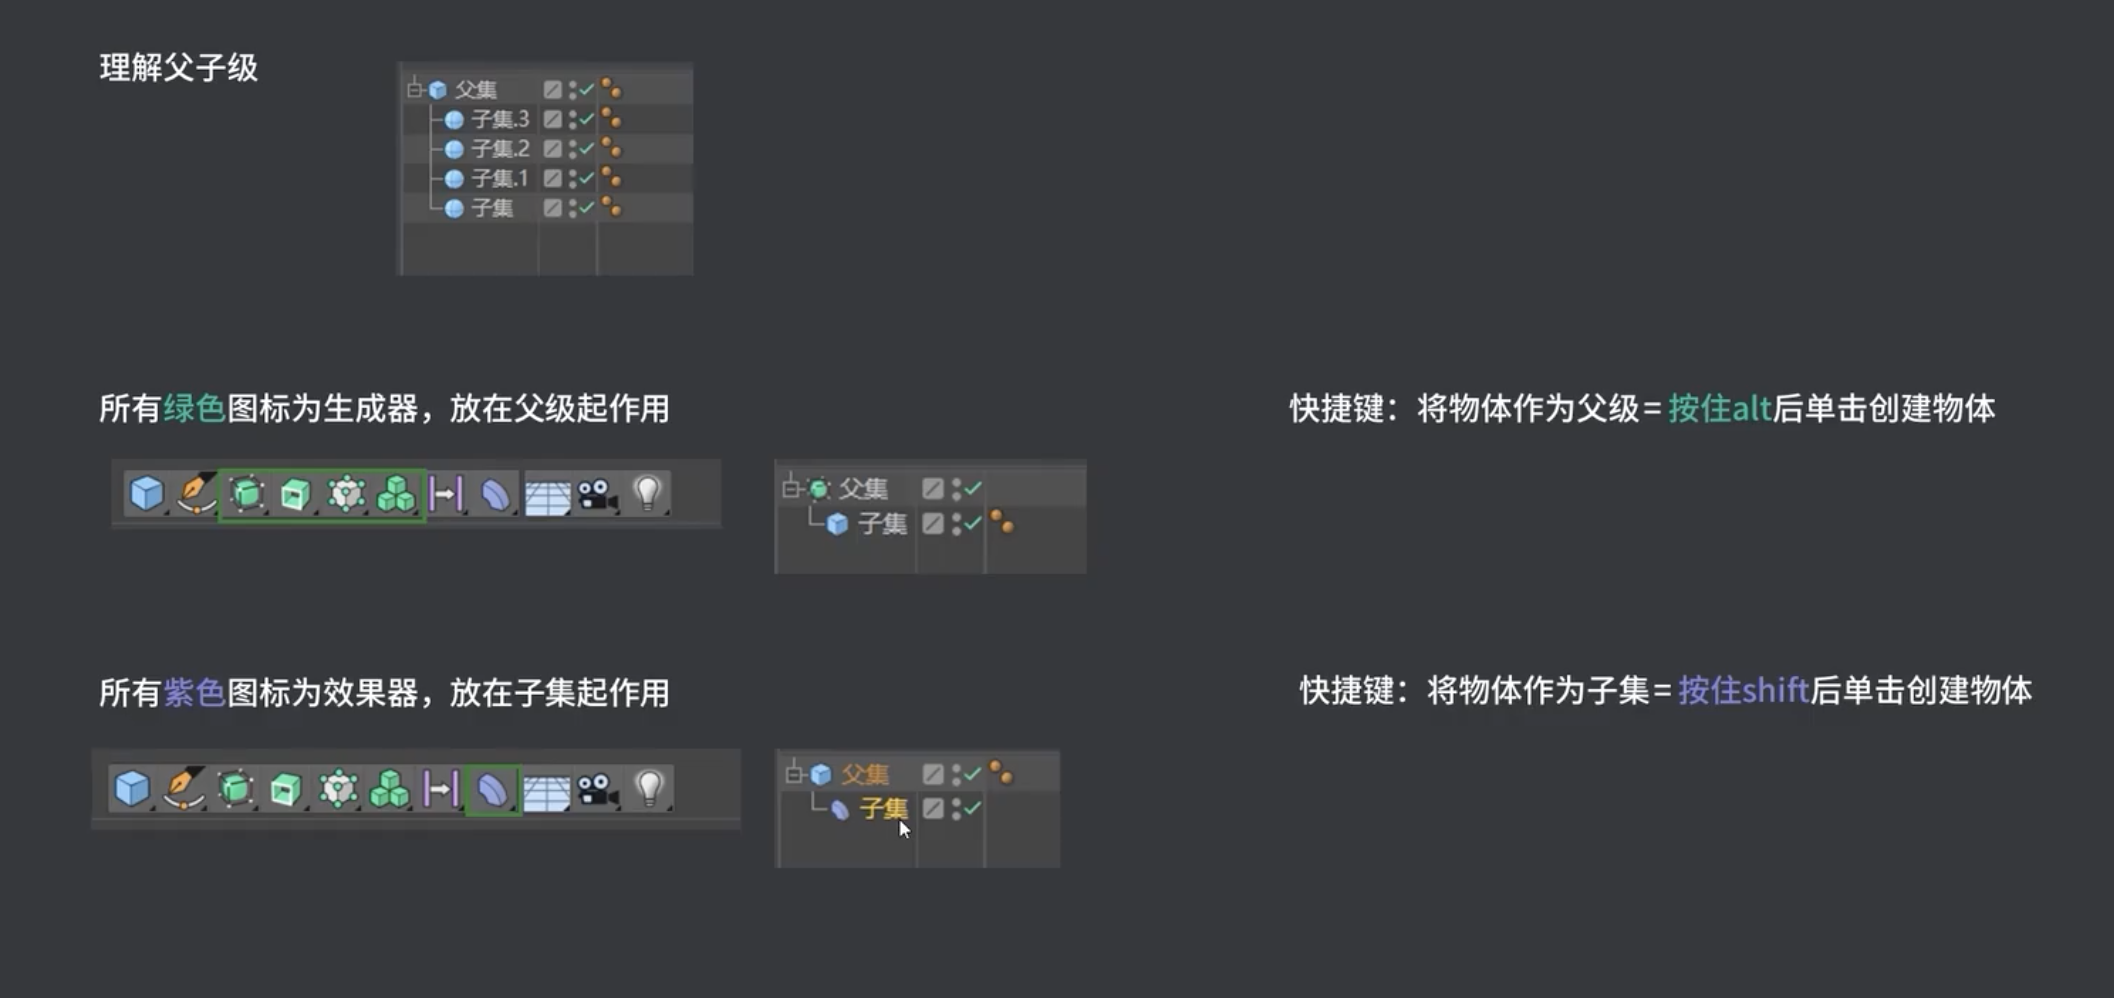 理解父子级
父集
子集.3
子集.2
子集.1
子集
所有绿色图标为生成器，放在父级起作用
快捷键：将物体作为父级=按住alt后单击创建物体
父集
子集
所有紫色图标为效果器，放在子集起作用
快捷键：将物体作为子集=按住shift后单击创建物体
父集
子集